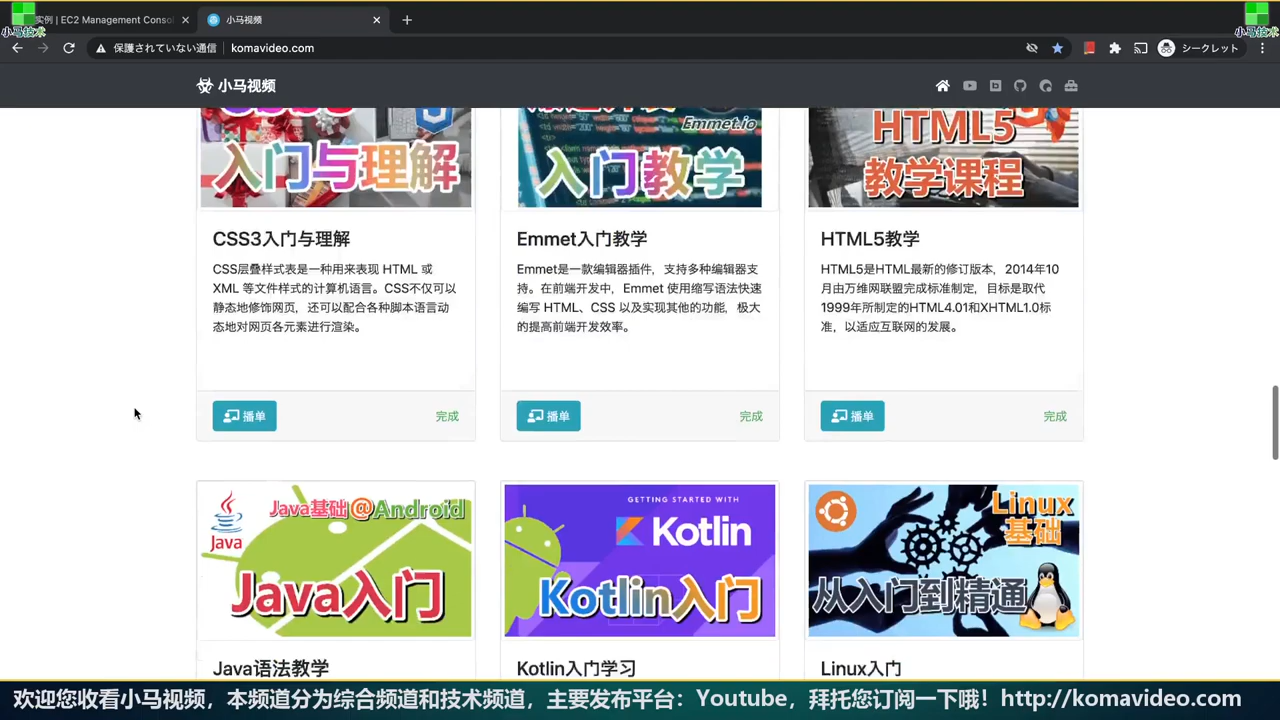 实例 | EC2 Management Conso
小马视频
小马技术
小马技术
保護されていない通信
komavideo.com
シークレット
小马视频
Emmet.io
HTML5
入门与理解
入门教学
教学课程
CSS3入门与理解
Emmet入门教学
HTML5教学
CSS层叠样式表是一种用来表现 HTML 或
XML 等文件样式的计算机语言。CSS不仅可以
静态地修饰网页，还可以配合各种脚本语言动
态地对网页各元素进行渲染。
Emmet是一款编辑器插件，支持多种编辑器支
持。在前端开发中，Emmet 使用缩写语法快速
编写 HTML、CSS 以及实现其他的功能，极大
的提高前端开发效率。
HTML5是HTML最新的修订版本，2014年10
月由万维网联盟完成标准制定，目标是取代
1999年所制定的HTML4.01和XHTML1.0标
准，以适应互联网的发展。
播单
完成
播单
完成
播单
完成
Java
Java基础@Android
Java入门
GETTING STARTED WITH
Kotlin
Kotlin入门
Linux
基础
从入门到精通
Java语法教学
Kotlin入门学习
Linux入门
欢迎您收看小马视频，本频道分为综合频道和技术频道，主要发布平台：Youtube，拜托您订阅一下哦！http://komavideo.com